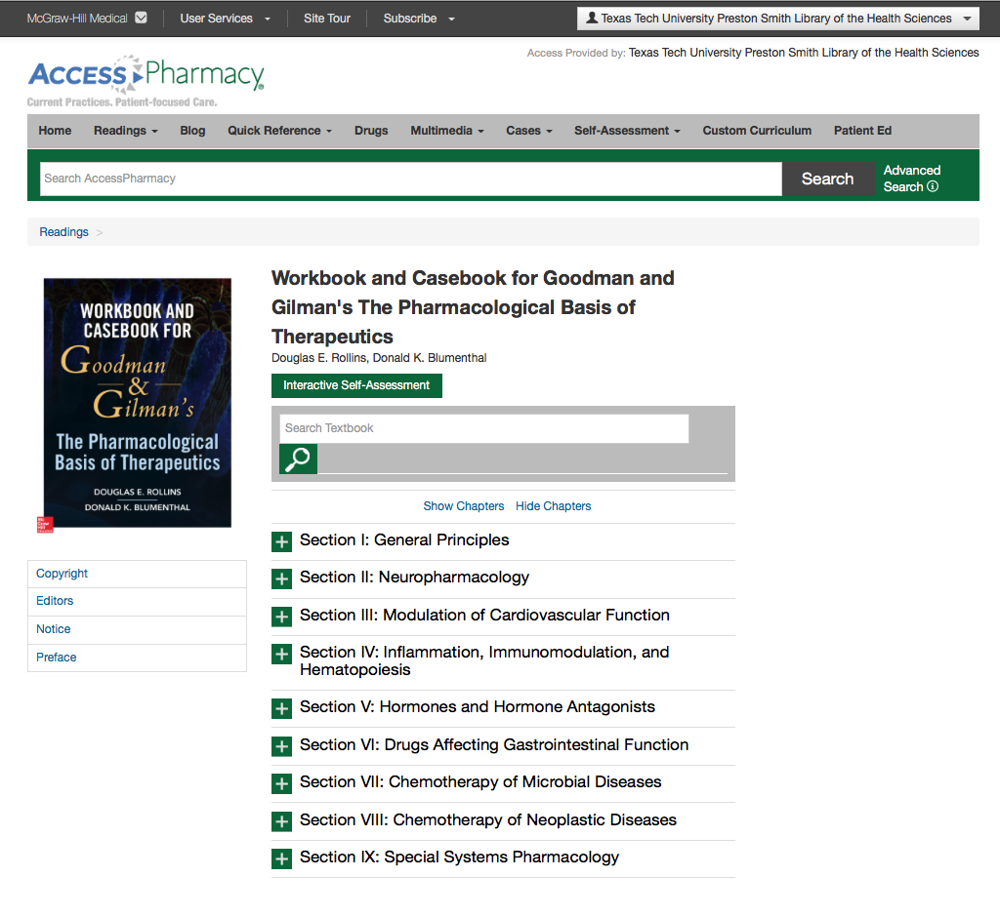 McGraw-Hill Medical User Services Site Tour Subscribe Texas Tech University Preston Smith Library of the Health Sciences
Access Provided by: Texas Tech University Preston Smith Library of the Health Sciences
ACCESS Pharmacy®
Current Practices. Patient-focused Care.
Home Readings Blog Quick Reference Drugs Multimedia Cases Self-Assessment Custom Curriculum Patient Ed
Search AccessPharmacy Search Advanced
Search
Readings >
WORKBOOK AND
CASEBOOK FOR
Goodman
&
Gilman's
The Pharmacological
Basis of Therapeutics
DOUGLAS E. ROLLINS
DONALD K. BLUMENTHAL
Mc
Graw
Hill
Education
Copyright
Editors
Notice
Preface
Workbook and Casebook for Goodman and
Gilman's The Pharmacological Basis of
Therapeutics
Douglas E. Rollins, Donald K. Blumenthal
Interactive Self-Assessment
Search Textbook
Show Chapters Hide Chapters
Section I: General Principles
Section II: Neuropharmacology
Section III: Modulation of Cardiovascular Function
Section IV: Inflammation, Immunomodulation, and
Hematopoiesis
Section V: Hormones and Hormone Antagonists
Section VI: Drugs Affecting Gastrointestinal Function
Section VII: Chemotherapy of Microbial Diseases
Section VIII: Chemotherapy of Neoplastic Diseases
Section IX: Special Systems Pharmacology